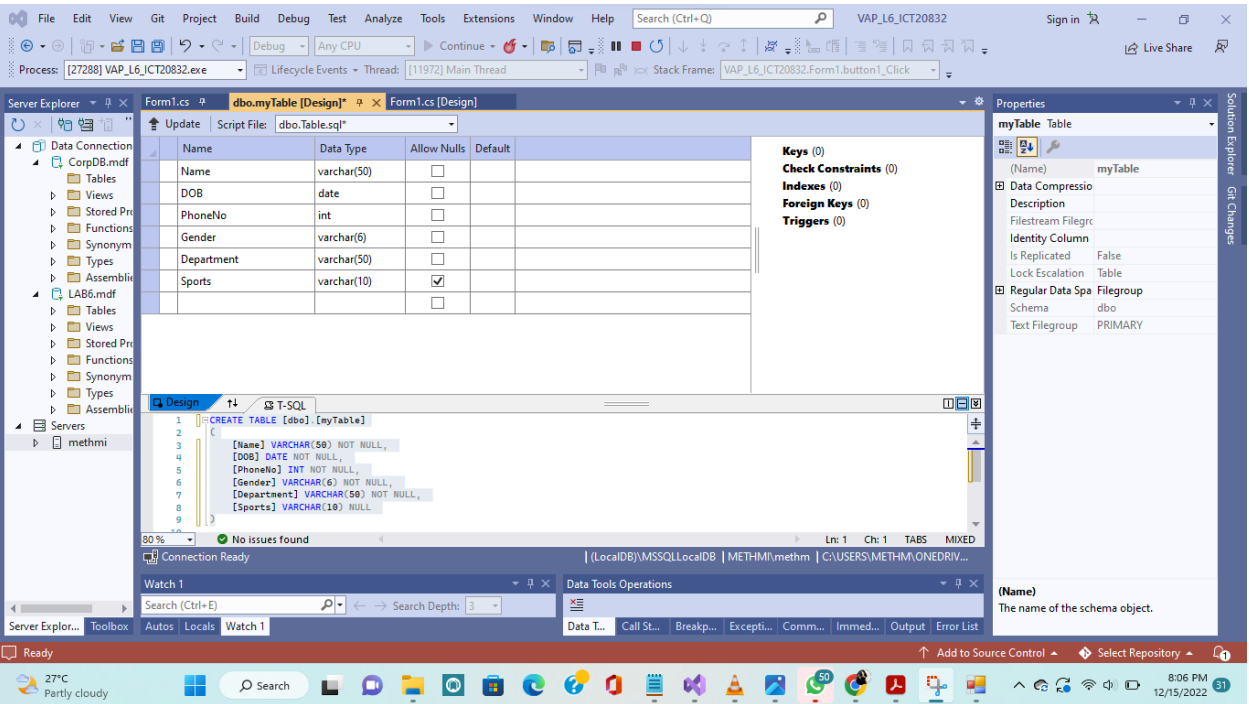 File Edit View Git Project Build Debug Test Analyze Tools Extensions Window Help Search (Ctrl+Q) VAP_L6_ICT20832 Sign in
Debug Any CPU Continue Live Share
Process: [27288] VAP_L6_ICT20832.exe Lifecycle Events Thread: [11972] Main Thread Stack Frame: VAP_L6_ICT20832.Form1.button1_Click
Server Explorer
Data Connection
CorpDB.mdf
Tables
Views
Stored Pro
Functions
Synonym
Types
Assemblie
LAB6.mdf
Tables
Views
Stored Pro
Functions
Synonym
Types
Assemblie
Servers
methmi
Server Explor... Toolbox
Form1.cs dbo.myTable [Design]* Form1.cs [Design]
Update Script File: dbo.Table.sql*
Name Data Type Allow Nulls Default
Name varchar(50)
DOB date
PhoneNo int
Gender varchar(6)
Department varchar(50)
Sports varchar(10)
Keys (0)
Check Constraints (0)
Indexes (0)
Foreign Keys (0)
Triggers (0)
Design T-SQL
1 CREATE TABLE [dbo].[myTable]
2 (
3 [Name] VARCHAR(50) NOT NULL,
4 [DOB] DATE NOT NULL,
5 [PhoneNo] INT NOT NULL,
6 [Gender] VARCHAR(6) NOT NULL,
7 [Department] VARCHAR(50) NOT NULL,
8 [Sports] VARCHAR(10) NULL
9 )
10
80 % No issues found Ln: 1 Ch: 1 TABS MIXED
Connection Ready | (LocalDB)\MSSQLLocalDB | METHMI\methm | C:\USERS\METHM\ONEDRIV...
Watch 1
Search (Ctrl+E) Search Depth: 3
Autos Locals Watch 1
Data Tools Operations
Data T... Call St... Breakp... Excepti... Comm... Immed... Output Error List
Properties
myTable Table
(Name) myTable
Data Compressio
Description
Filestream Filegrc
Identity Column
Is Replicated False
Lock Escalation Table
Regular Data Spa Filegroup
Schema dbo
Text Filegroup PRIMARY
(Name)
The name of the schema object.
Solution Explorer
Git Changes
Ready Add to Source Control Select Repository 1
27°C
Partly cloudy
Search
50
8:06 PM
12/15/2022
31